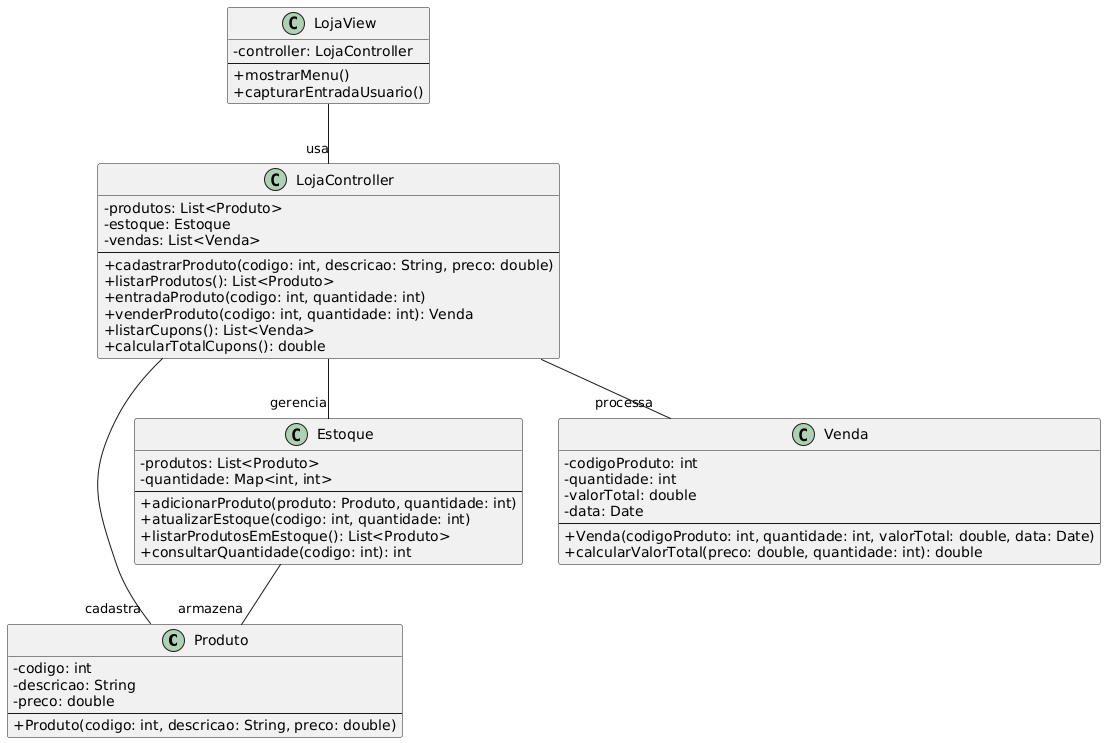 C LojaView
-controller: LojaController
+mostrarMenu()
+capturarEntradaUsuario()
usa
C LojaController
-produtos: List<Produto>
-estoque: Estoque
-vendas: List<Venda>
+cadastrarProduto(codigo: int, descricao: String, preco: double)
+listarProdutos(): List<Produto>
+entradaProduto(codigo: int, quantidade: int)
+venderProduto(codigo: int, quantidade: int): Venda
+listarCupons(): List<Venda>
+calcularTotalCupons(): double
gerencia
processa
C Estoque
-produtos: List<Produto>
-quantidade: Map<int, int>
+adicionarProduto(produto: Produto, quantidade: int)
+atualizarEstoque(codigo: int, quantidade: int)
+listarProdutosEmEstoque(): List<Produto>
+consultarQuantidade(codigo: int): int
C Venda
-codigoProduto: int
-quantidade: int
-valorTotal: double
-data: Date
+Venda(codigoProduto: int, quantidade: int, valorTotal: double, data: Date)
+calcularValorTotal(preco: double, quantidade: int): double
cadastra
armazena
C Produto
-codigo: int
-descricao: String
-preco: double
+Produto(codigo: int, descricao: String, preco: double)